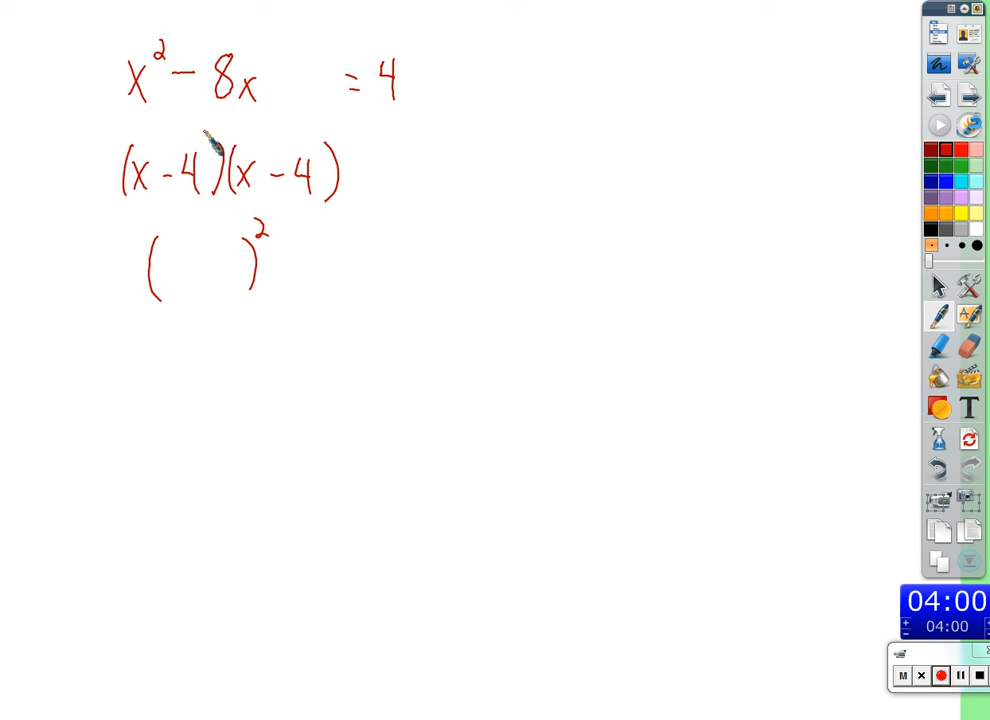 x² - 8x = 4
(x - 4)(x - 4)
( )²
A
T
04:00
+
-
04:00
+
-
M